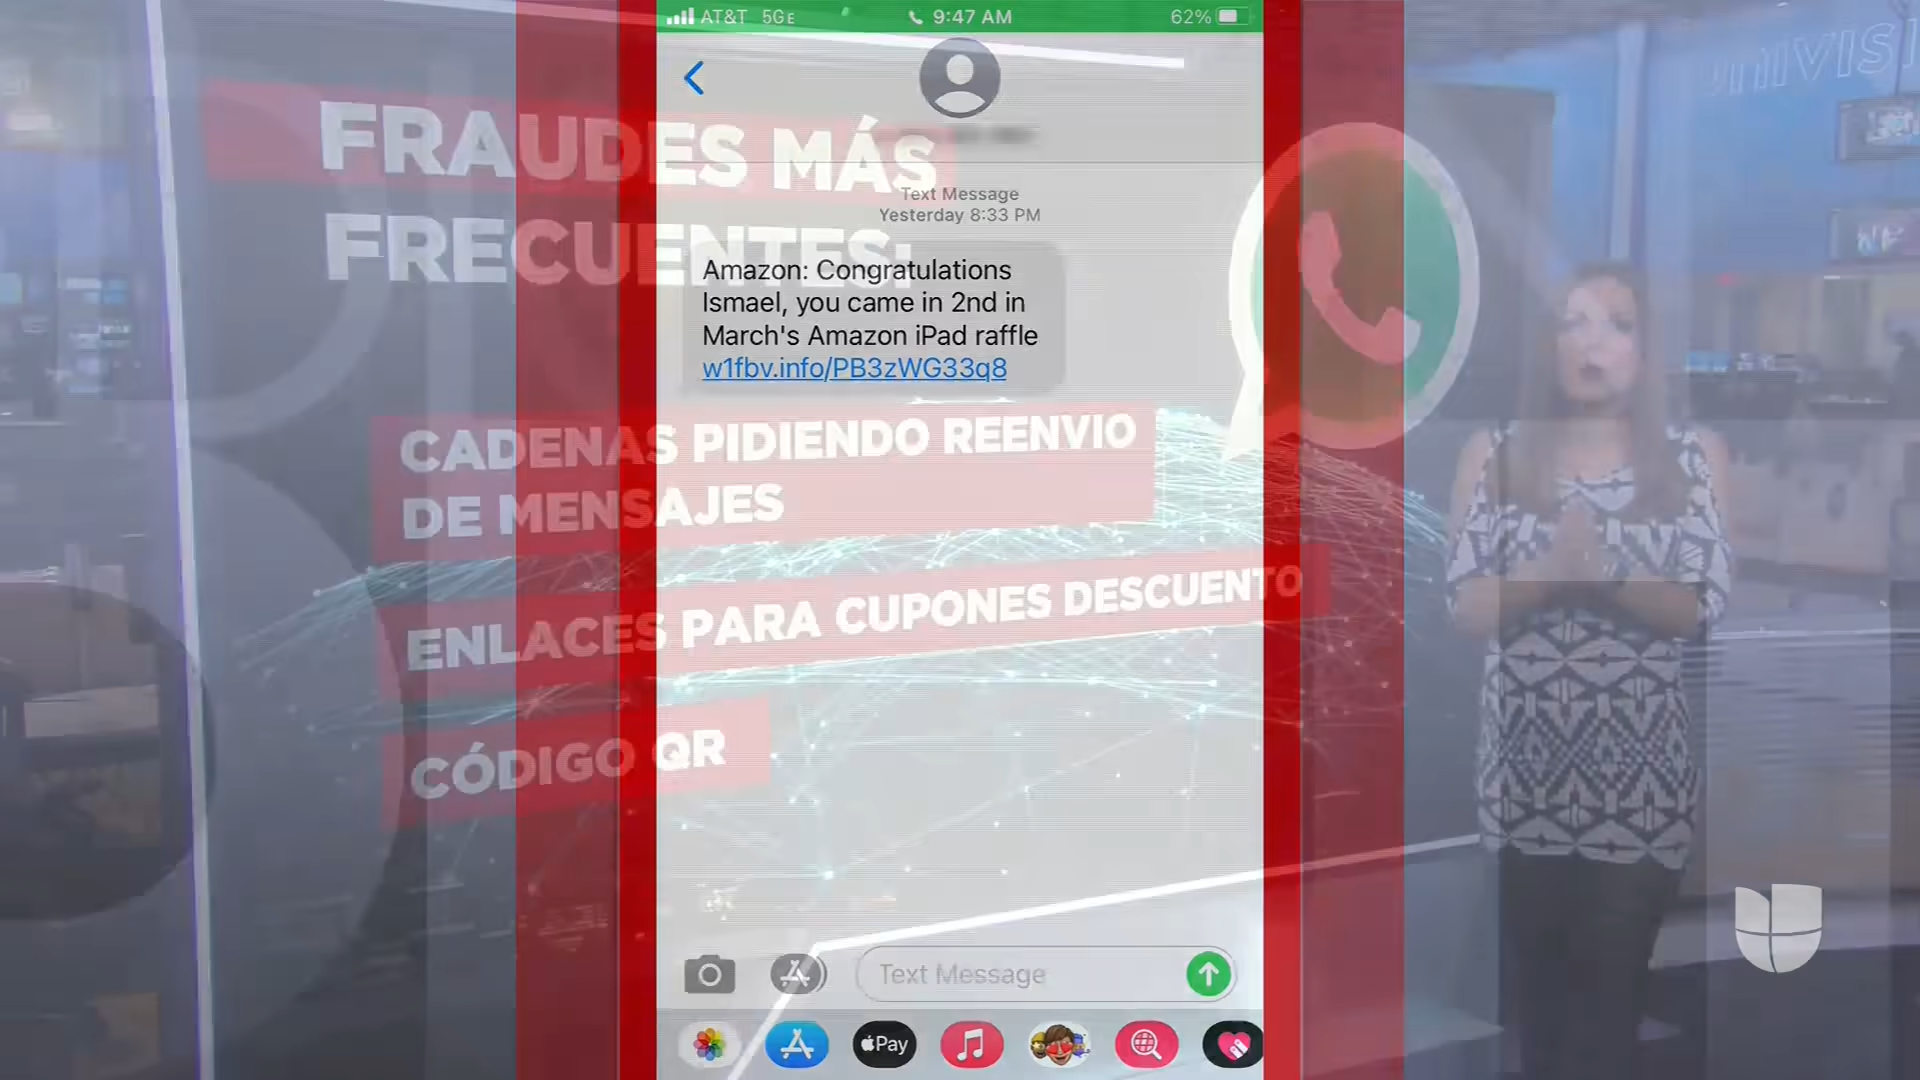 AT&T 5GE
9:47 AM
62%
FRAUDES MÁS
FRECUENTES:
Text Message
Yesterday 8:33 PM
Amazon: Congratulations
Ismael, you came in 2nd in
March's Amazon iPad raffle
w1fbv.info/PB3zWG33q8
CADENAS PIDIENDO REENVIO
DE MENSAJES
ENLACES PARA CUPONES DESCUENTO
CÓDIGO QR
Text Message
Pay